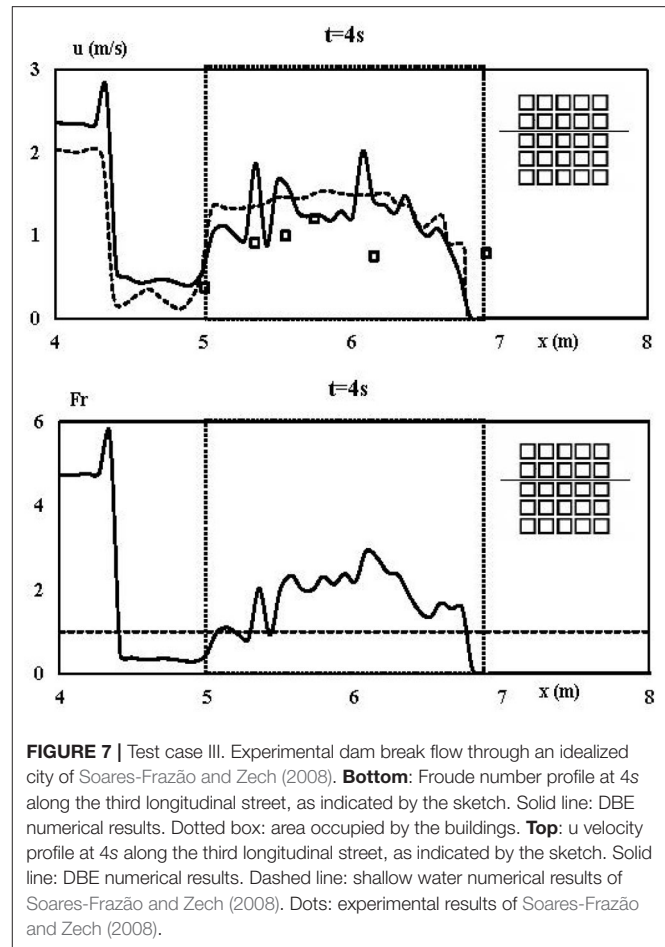 t=4s
u (m/s)
3
2
1
0
4 5 6 7 8
x (m)
t=4s
Fr
6
4
2
0
4 5 6 7 8
x (m)
FIGURE 7 | Test case III. Experimental dam break flow through an idealized
city of Soares-Frazão and Zech (2008). Bottom: Froude number profile at 4s
along the third longitudinal street, as indicated by the sketch. Solid line: DBE
numerical results. Dotted box: area occupied by the buildings. Top: u velocity
profile at 4s along the third longitudinal street, as indicated by the sketch. Solid
line: DBE numerical results. Dashed line: shallow water numerical results of
Soares-Frazão and Zech (2008). Dots: experimental results of Soares-Frazão
and Zech (2008).